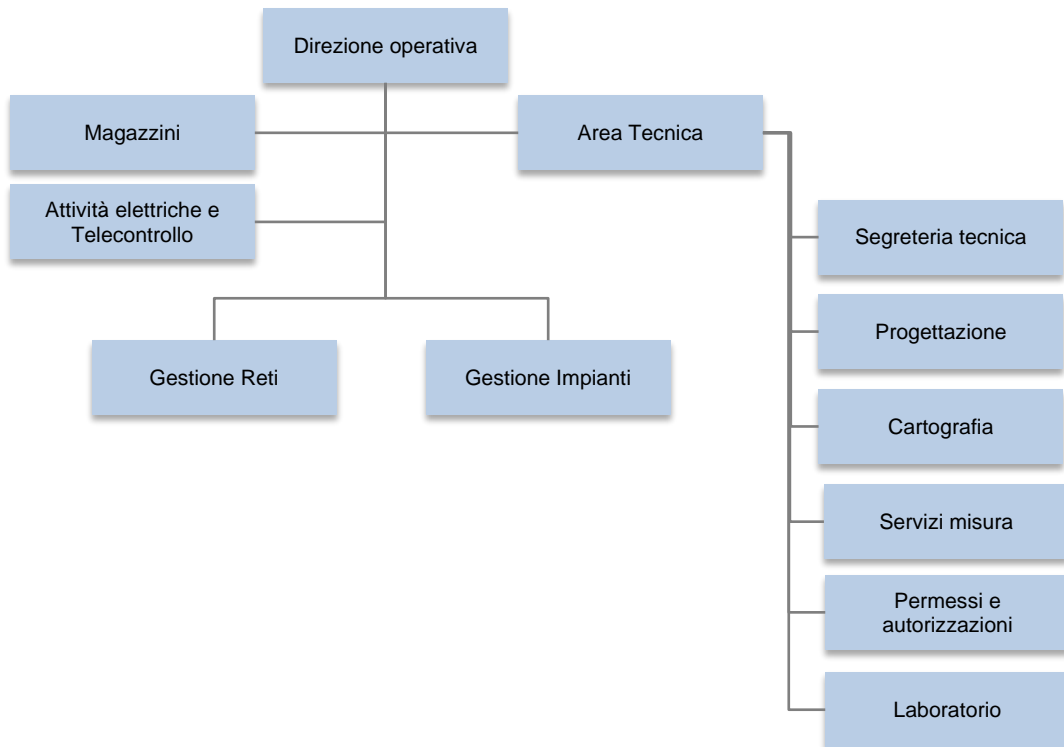 Direzione operativa
Magazzini
Area Tecnica
Attività elettriche e
Telecontrollo
Segreteria tecnica
Progettazione
Gestione Reti
Gestione Impianti
Cartografia
Servizi misura
Permessi e
autorizzazioni
Laboratorio